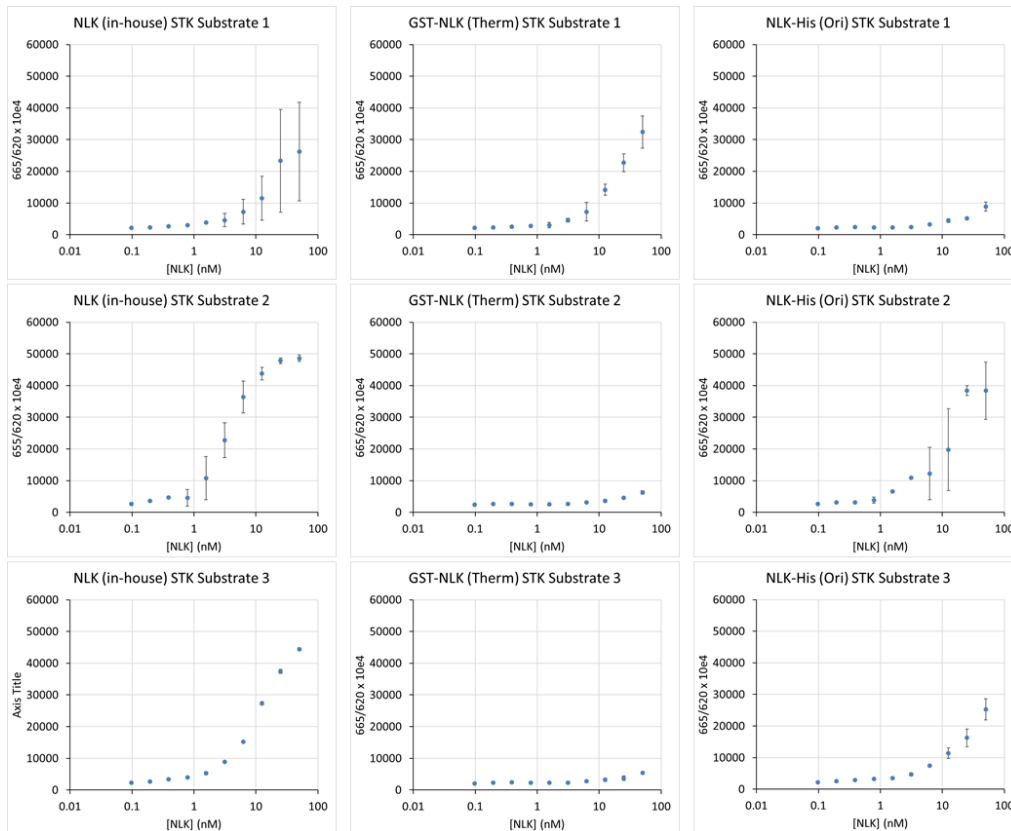 NLK (in-house) STK Substrate 1
665/620 x 10e4
60000
50000
40000
30000
20000
10000
0
0.01 0.1 1 10 100
[NLK] (nM)
GST-NLK (Therm) STK Substrate 1
665/620 x 10e4
60000
50000
40000
30000
20000
10000
0
0.01 0.1 1 10 100
[NLK] (nM)
NLK-His (Ori) STK Substrate 1
665/620 x 10e4
60000
50000
40000
30000
20000
10000
0
0.01 0.1 1 10 100
[NLK] (nM)
NLK (in-house) STK Substrate 2
655/620 x 10e4
60000
50000
40000
30000
20000
10000
0
0.01 0.1 1 10 100
[NLK] (nM)
GST-NLK (Therm) STK Substrate 2
665/620 x 10e4
60000
50000
40000
30000
20000
10000
0
0.01 0.1 1 10 100
[NLK] (nM)
NLK-His (Ori) STK Substrate 2
665/620 x 10e4
60000
50000
40000
30000
20000
10000
0
0.01 0.1 1 10 100
[NLK] (nM)
NLK (in-house) STK Substrate 3
Axis Title
60000
50000
40000
30000
20000
10000
0
0.01 0.1 1 10 100
[NLK] (nM)
GST-NLK (Therm) STK Substrate 3
665/620 x 10e4
60000
50000
40000
30000
20000
10000
0
0.01 0.1 1 10 100
[NLK] (nM)
NLK-His (Ori) STK Substrate 3
665/620 x 10e4
60000
50000
40000
30000
20000
10000
0
0.01 0.1 1 10 100
[NLK] (nM)